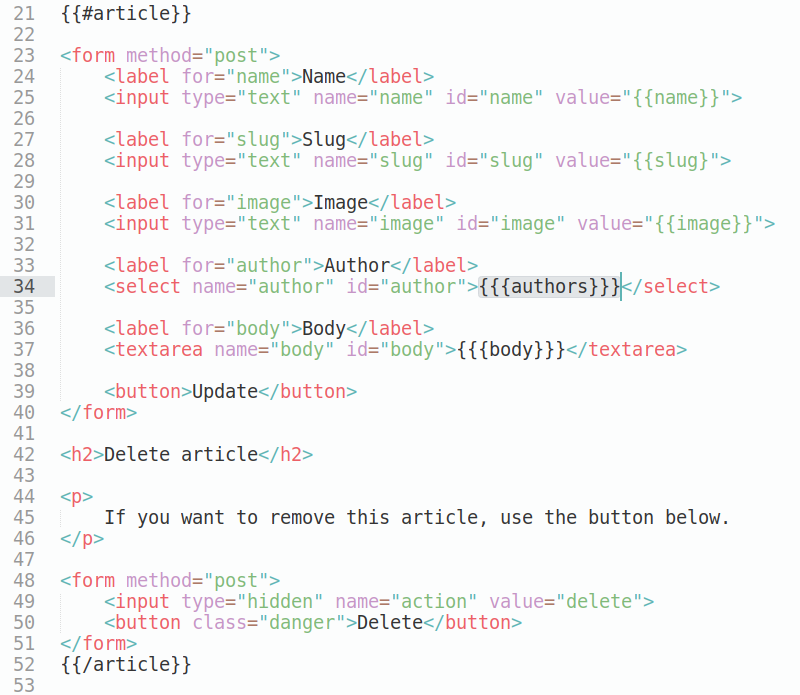 21 {{#article}}
22
23 <form method="post">
24     <label for="name">Name</label>
25     <input type="text" name="name" id="name" value="{{name}}">
26
27     <label for="slug">Slug</label>
28     <input type="text" name="slug" id="slug" value="{{slug}">
29
30     <label for="image">Image</label>
31     <input type="text" name="image" id="image" value="{{image}}">
32
33     <label for="author">Author</label>
34     <select name="author" id="author">{{{authors}}}</select>
35
36     <label for="body">Body</label>
37     <textarea name="body" id="body">{{{body}}}</textarea>
38
39     <button>Update</button>
40 </form>
41
42 <h2>Delete article</h2>
43
44 <p>
45     If you want to remove this article, use the button below.
46 </p>
47
48 <form method="post">
49     <input type="hidden" name="action" value="delete">
50     <button class="danger">Delete</button>
51 </form>
52 {{/article}}
53